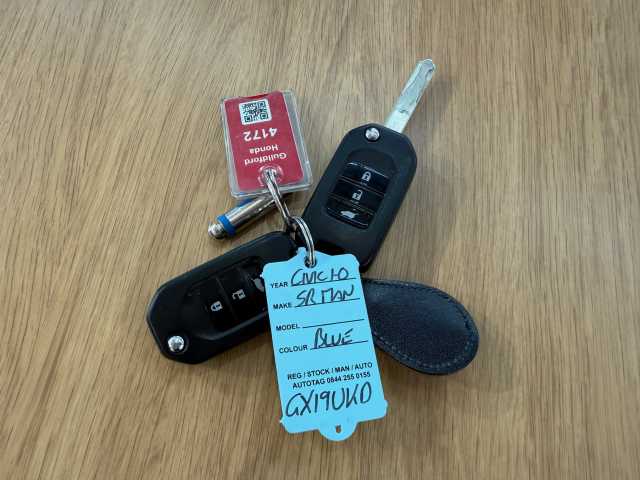 Guildford
Honda
4172
YEAR CIVIC 1.0
MAKE SR MAN
MODEL
COLOUR BLUE
REG / STOCK / MAN / AUTO
AUTOTAG 0844 255 0155
GX19UKD